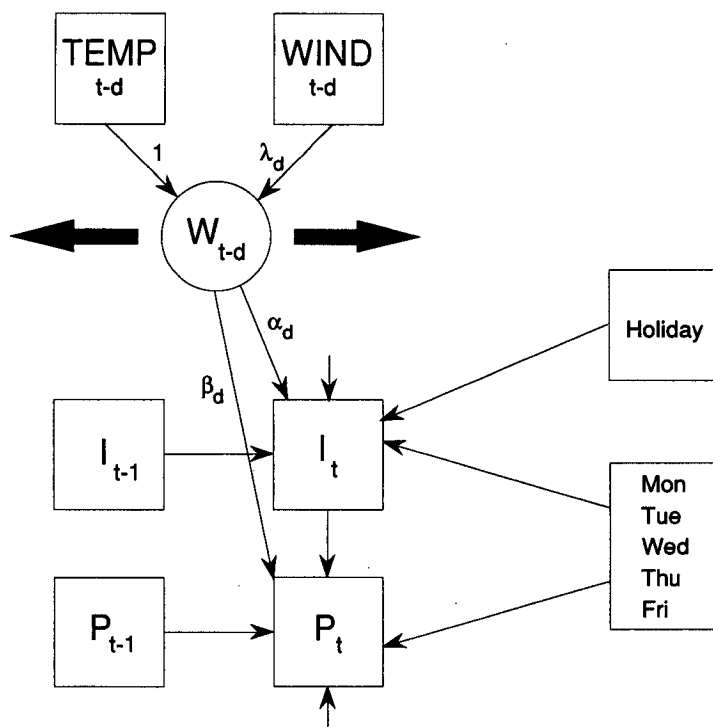 TEMP
t-d
WIND
t-d
1
λd
Wt-d
αd
βd
Holiday
It-1
It
Mon
Tue
Wed
Thu
Fri
Pt-1
Pt